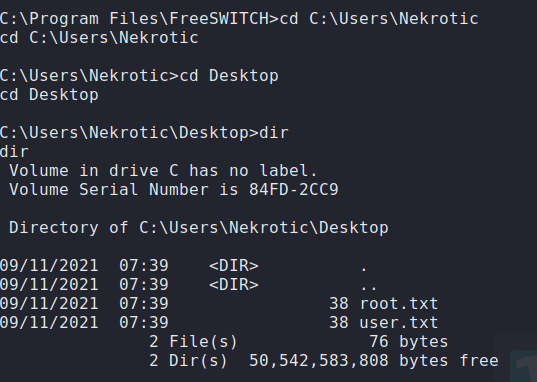 C:\Program Files\FreeSWITCH>cd C:\Users\Nekrotic
cd C:\Users\Nekrotic
C:\Users\Nekrotic>cd Desktop
cd Desktop
C:\Users\Nekrotic\Desktop>dir
dir
 Volume in drive C has no label.
 Volume Serial Number is 84FD-2CC9
 Directory of C:\Users\Nekrotic\Desktop
09/11/2021  07:39    <DIR>          .
09/11/2021  07:39    <DIR>          ..
09/11/2021  07:39                38 root.txt
09/11/2021  07:39                38 user.txt
               2 File(s)             76 bytes
               2 Dir(s)  50,542,583,808 bytes free